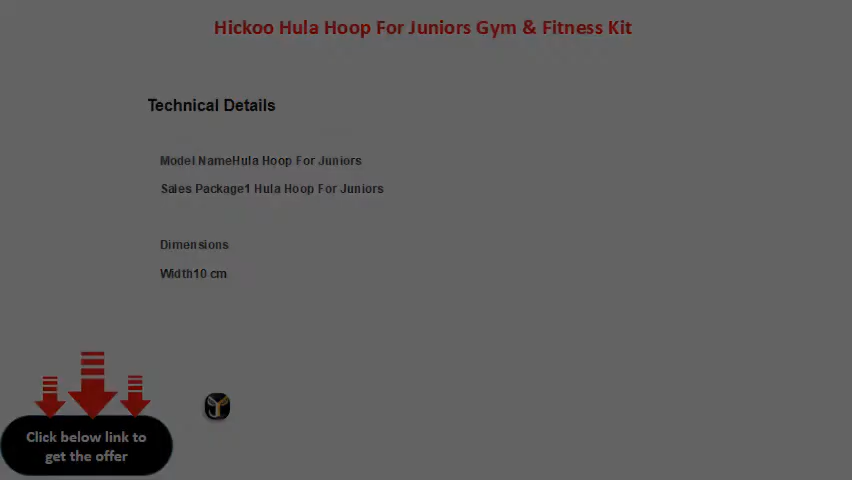 Hickoo Hula Hoop For Juniors Gym & Fitness Kit
Technical Details
Model NameHula Hoop For Juniors
Sales Package1 Hula Hoop For Juniors
Dimensions
Width10 cm
Click below link to
get the offer